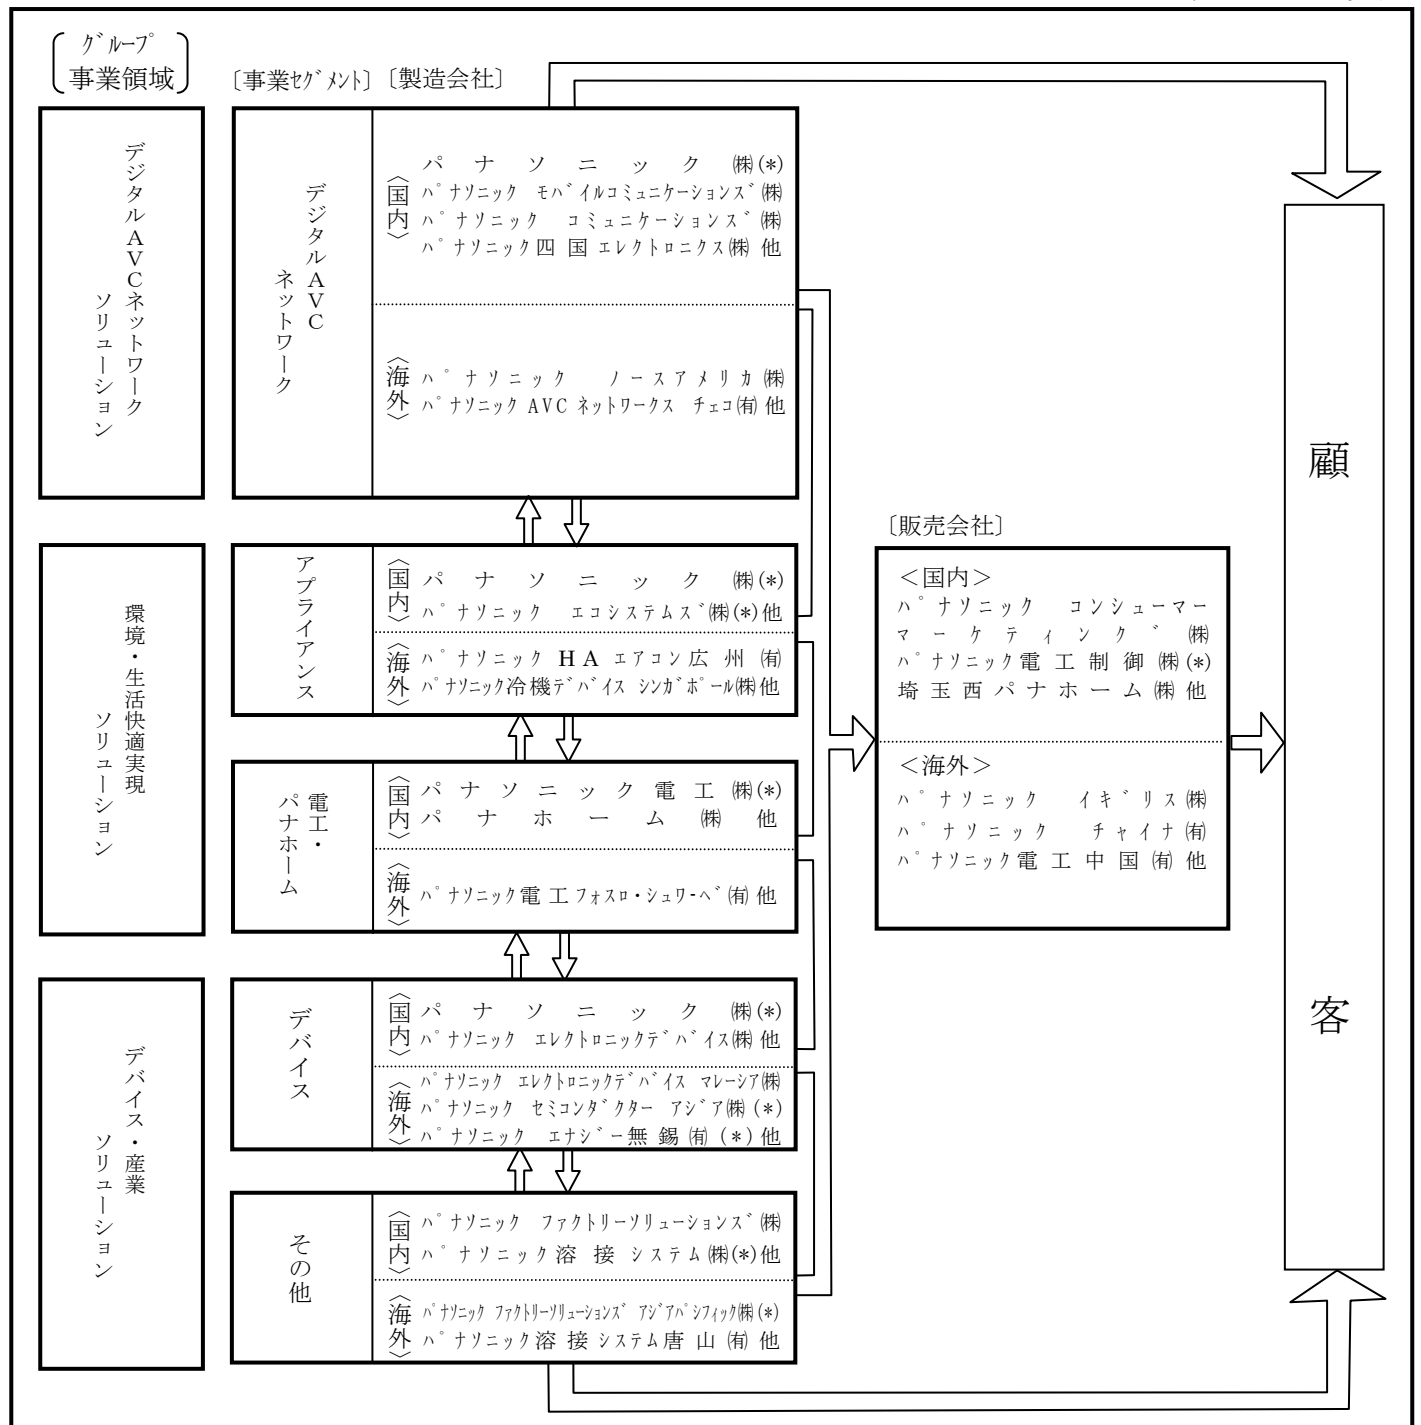 グループ
事業領域
〔事業セグメント〕
〔製造会社〕
デジタルAVCネットワーク
ソリューション
デジタルAVC
ネットワーク
〈国内〉
パナソニック㈱(*)
パナソニック モバイルコミュニケーションズ㈱
パナソニック コミュニケーションズ㈱
パナソニック四国エレクトロニクス㈱他
〈海外〉
パナソニック ノースアメリカ㈱
パナソニック AVCネットワークス チェコ㈲他
環境・生活快適実現
ソリューション
アプライアンス
〈国内〉
パナソニック㈱(*)
パナソニック エコシステムズ㈱(*)他
〈海外〉
パナソニック HA エアコン広州㈲
パナソニック冷機デバイス シンガポール㈱他
電工・
パナホーム
〈国内〉
パナソニック電工㈱(*)
パナホーム㈱他
〈海外〉
パナソニック電工フォスロ・シュワーベ㈲他
デバイス・産業
ソリューション
デバイス
〈国内〉
パナソニック㈱(*)
パナソニック エレクトロニックデバイス㈱他
〈海外〉
パナソニック エレクトロニックデバイス マレーシア㈱
パナソニック セミコンダクター アジア㈱(*)
パナソニック エナジー無錫㈲(*)他
その他
〈国内〉
パナソニック ファクトリーソリューションズ㈱
パナソニック溶接システム㈱(*)他
〈海外〉
パナソニック ファクトリーソリューションズ アジアパシフィック㈱(*)
パナソニック溶接システム唐山㈲他
〔販売会社〕
＜国内＞
パナソニック コンシューマー
マーケティング㈱
パナソニック電工制御㈱(*)
埼玉西パナホーム㈱他
＜海外＞
パナソニック イギリス㈱
パナソニック チャイナ㈲
パナソニック電工中国㈲他
顧客